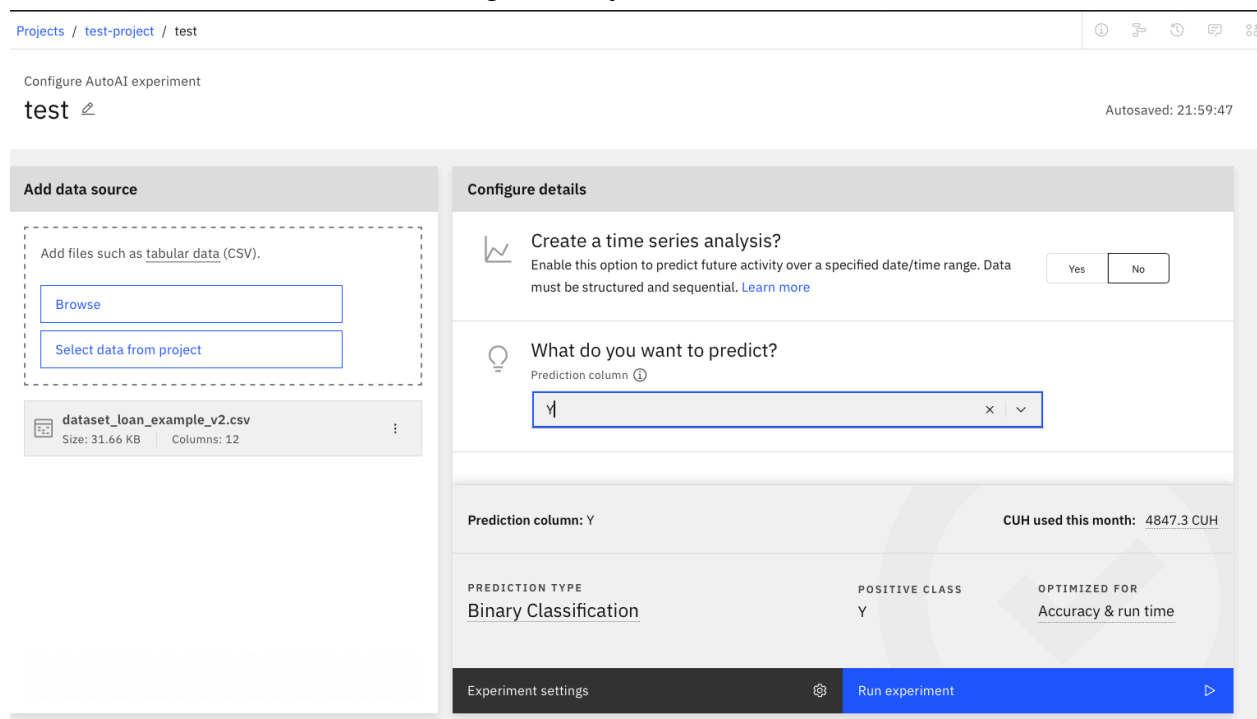 Projects / test-project / test
Configure AutoAI experiment
test
Autosaved: 21:59:47
Add data source
Add files such as tabular data (CSV).
Browse
Select data from project
dataset_loan_example_v2.csv
Size: 31.66 KB Columns: 12
Configure details
Create a time series analysis?
Enable this option to predict future activity over a specified date/time range. Data
must be structured and sequential. Learn more
Yes No
What do you want to predict?
Prediction column
Y
Prediction column: Y
CUH used this month: 4847.3 CUH
PREDICTION TYPE
Binary Classification
POSITIVE CLASS
Y
OPTIMIZED FOR
Accuracy & run time
Experiment settings
Run experiment